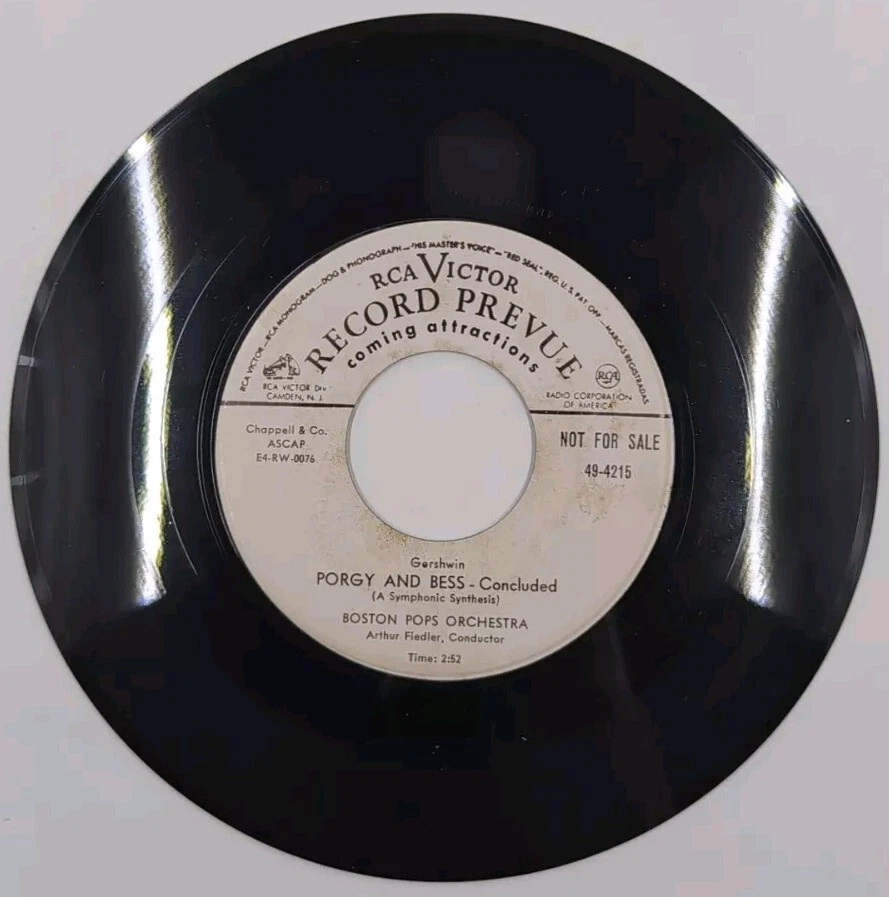 RCA VICTOR — RCA MONOGRAM — DOG & PHONOGRAPH — "HIS MASTER'S VOICE" — "RED SEAL", REG. U. S. PAT. OFF. — MARCAS REGISTRADAS
RCA VICTOR
RECORD PREVUE
coming attractions
RCA
RCA VICTOR Div.
CAMDEN, N. J.
RADIO CORPORATION
OF AMERICA
Chappell & Co.
ASCAP
E4-RW-0076
NOT FOR SALE
49-4215
Gershwin
PORGY AND BESS - Concluded
(A Symphonic Synthesis)
BOSTON POPS ORCHESTRA
Arthur Fiedler, Conductor
Time: 2:52